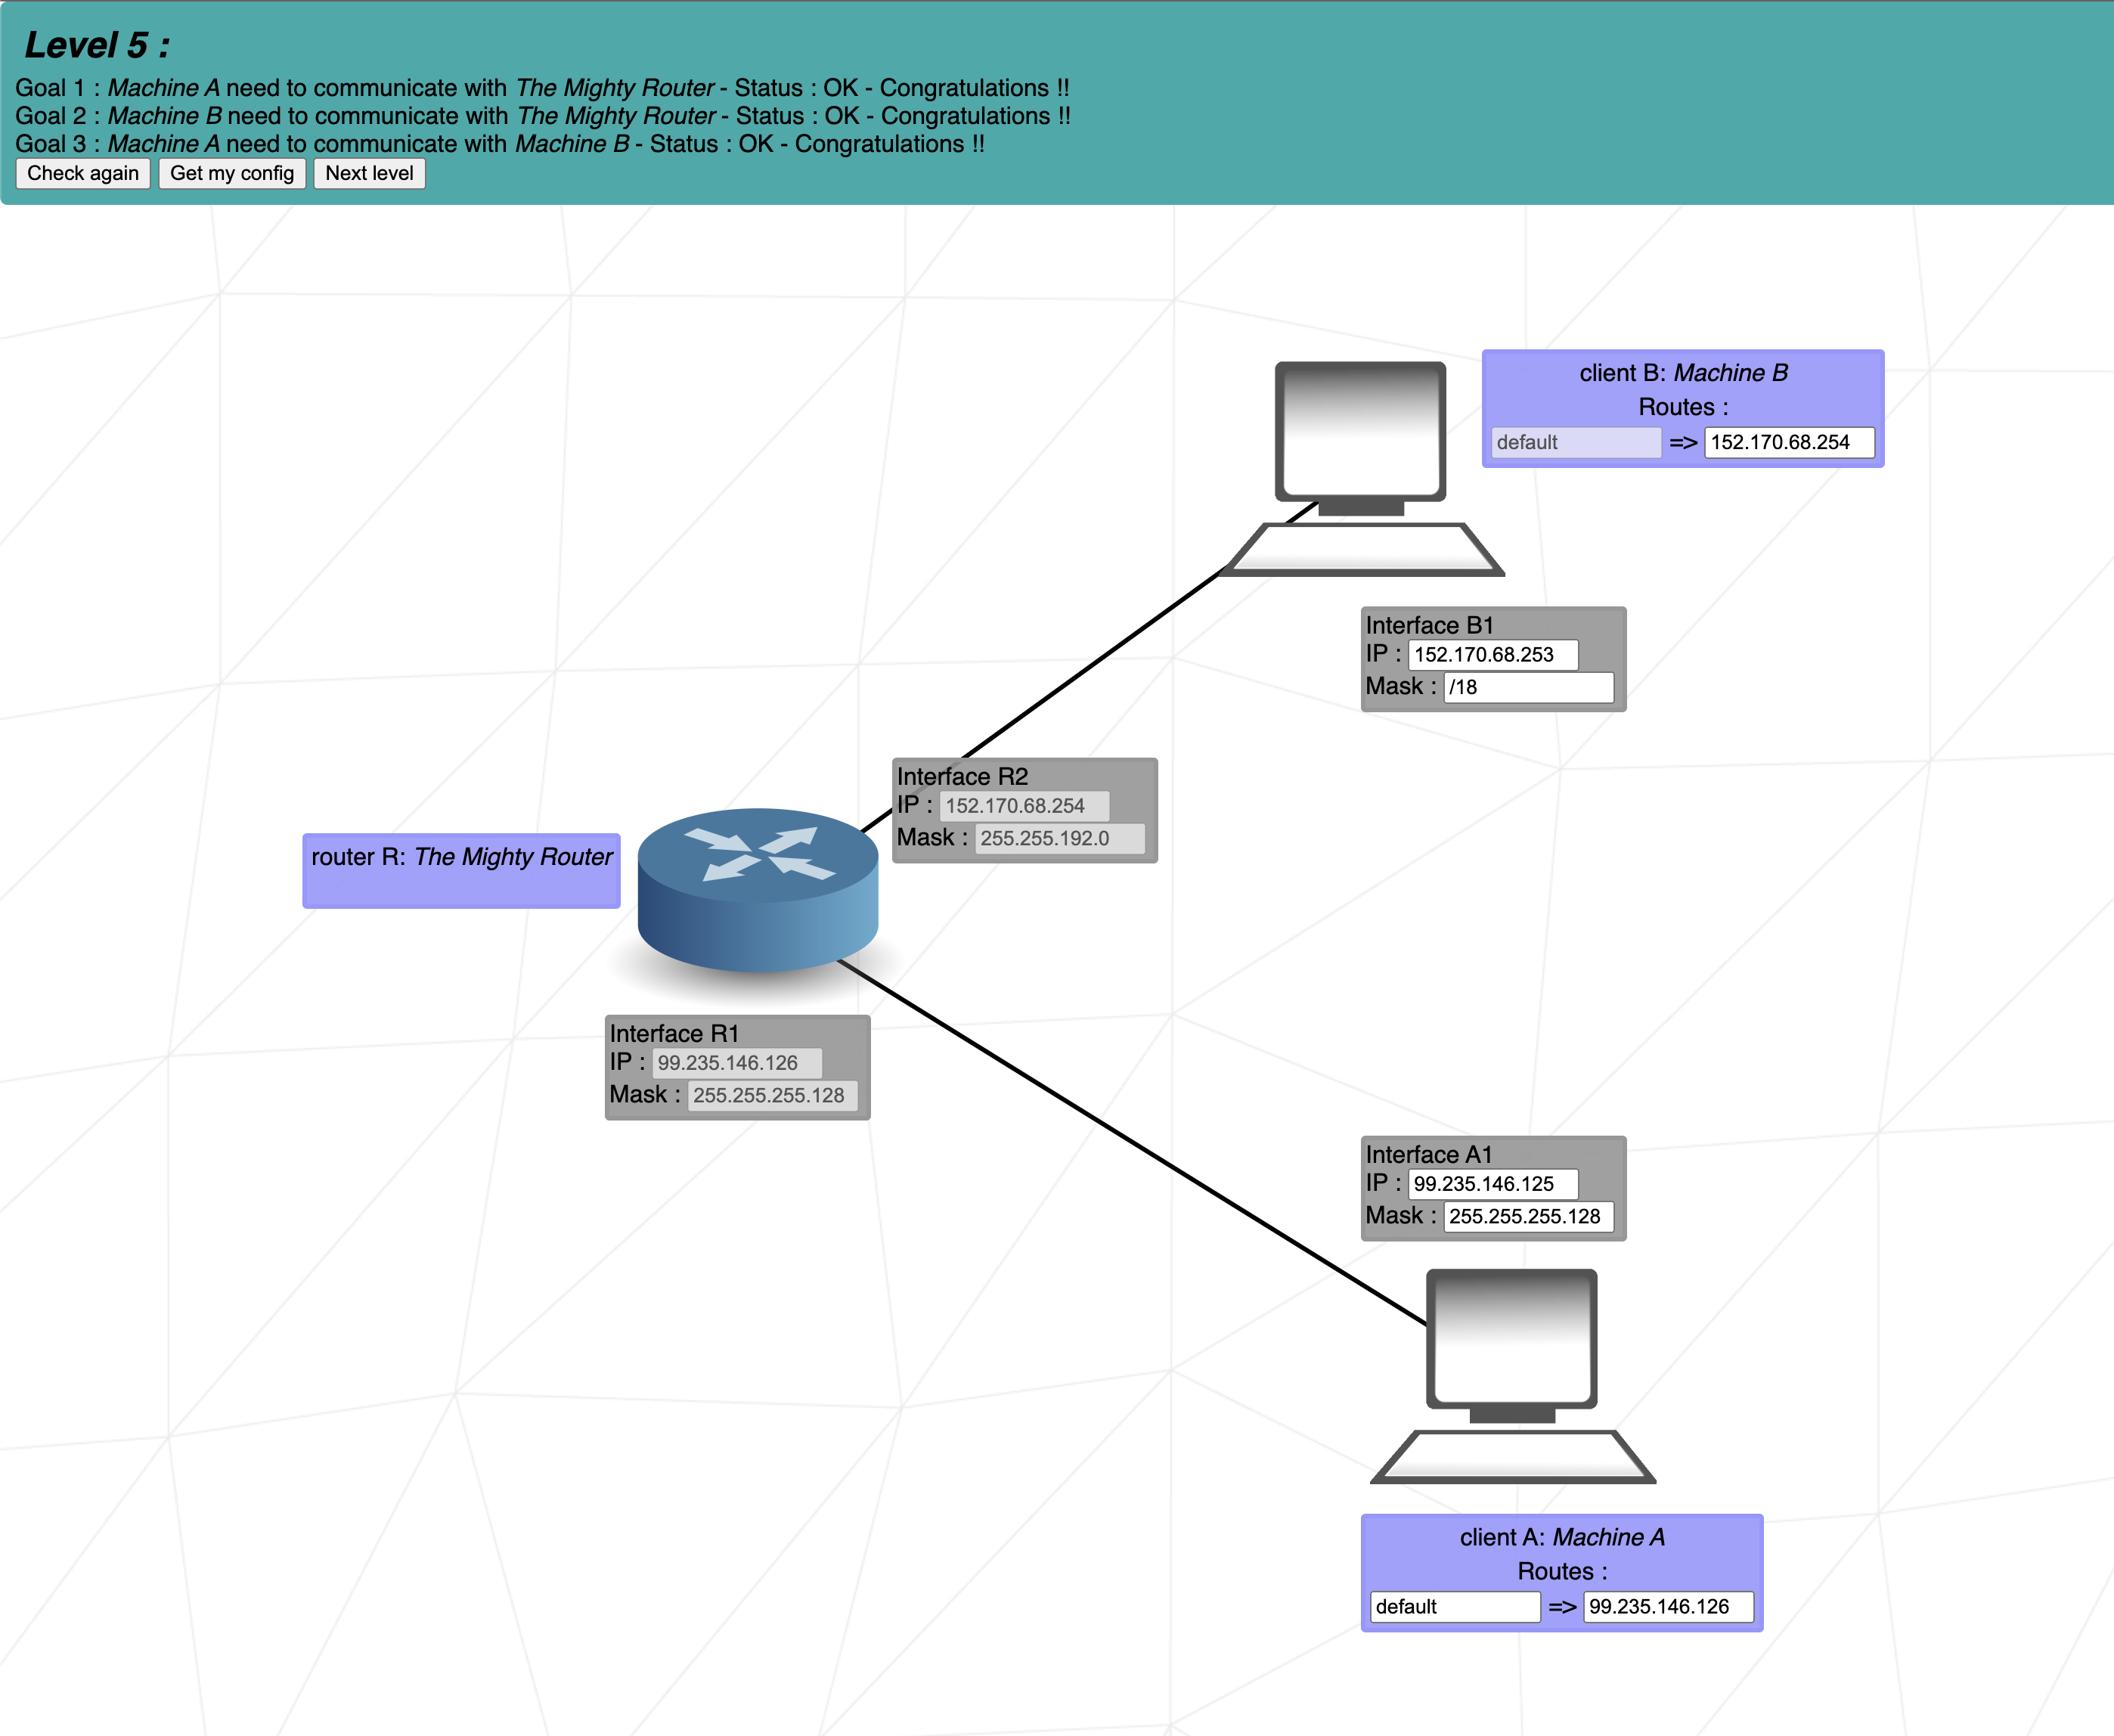 Level 5 :
Goal 1 : Machine A need to communicate with The Mighty Router - Status : OK - Congratulations !!
Goal 2 : Machine B need to communicate with The Mighty Router - Status : OK - Congratulations !!
Goal 3 : Machine A need to communicate with Machine B - Status : OK - Congratulations !!
Check again Get my config Next level
client B: Machine B
Routes :
default => 152.170.68.254
Interface B1
IP : 152.170.68.253
Mask : /18
Interface R2
IP : 152.170.68.254
Mask : 255.255.192.0
router R: The Mighty Router
Interface R1
IP : 99.235.146.126
Mask : 255.255.255.128
Interface A1
IP : 99.235.146.125
Mask : 255.255.255.128
client A: Machine A
Routes :
default => 99.235.146.126